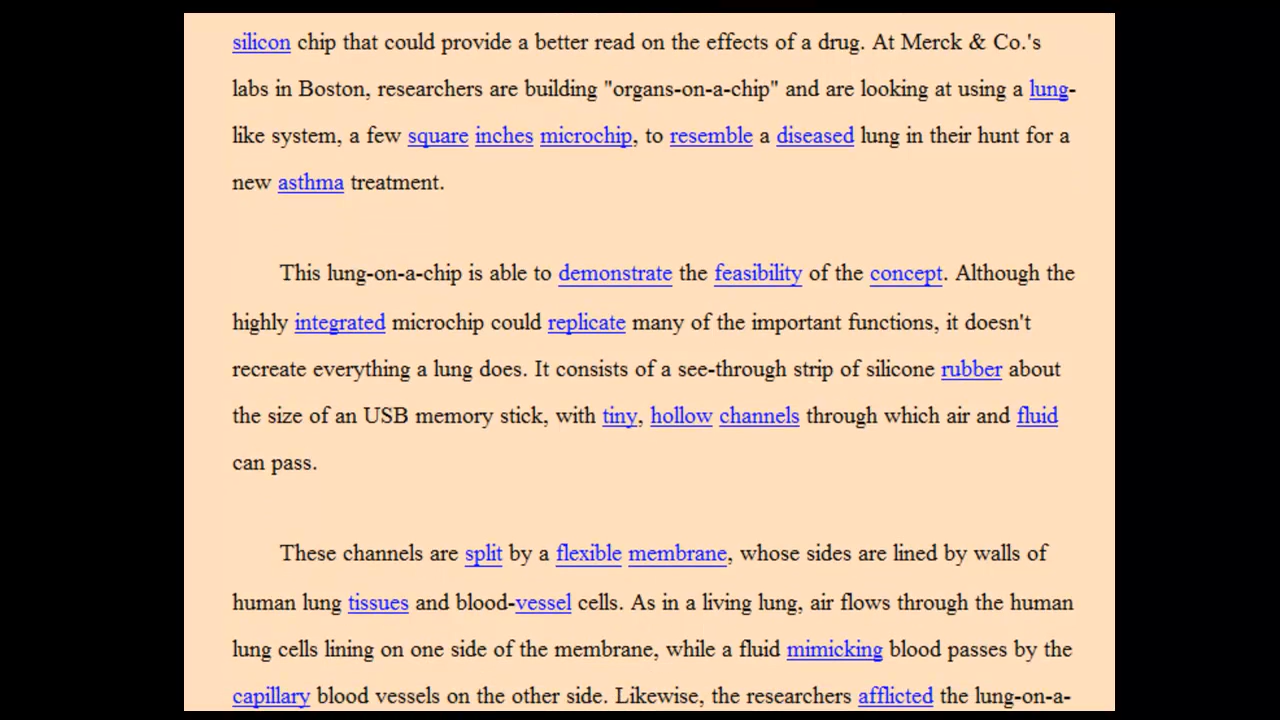 silicon chip that could provide a better read on the effects of a drug. At Merck & Co.'s
labs in Boston, researchers are building "organs-on-a-chip" and are looking at using a lung-
like system, a few square inches microchip, to resemble a diseased lung in their hunt for a
new asthma treatment.
This lung-on-a-chip is able to demonstrate the feasibility of the concept. Although the
highly integrated microchip could replicate many of the important functions, it doesn't
recreate everything a lung does. It consists of a see-through strip of silicone rubber about
the size of an USB memory stick, with tiny, hollow channels through which air and fluid
can pass.
These channels are split by a flexible membrane, whose sides are lined by walls of
human lung tissues and blood-vessel cells. As in a living lung, air flows through the human
lung cells lining on one side of the membrane, while a fluid mimicking blood passes by the
capillary blood vessels on the other side. Likewise, the researchers afflicted the lung-on-a-